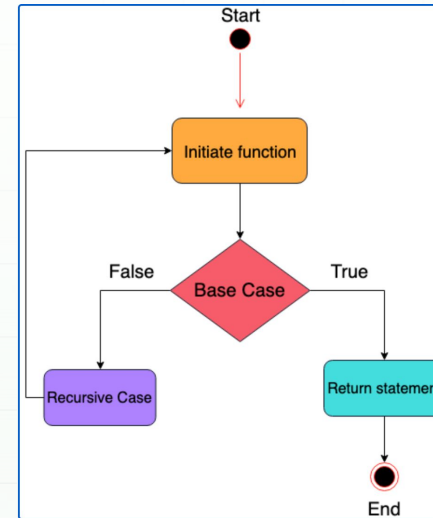 Start
Initiate function
False
True
Base Case
Recursive Case
Return statemen
End